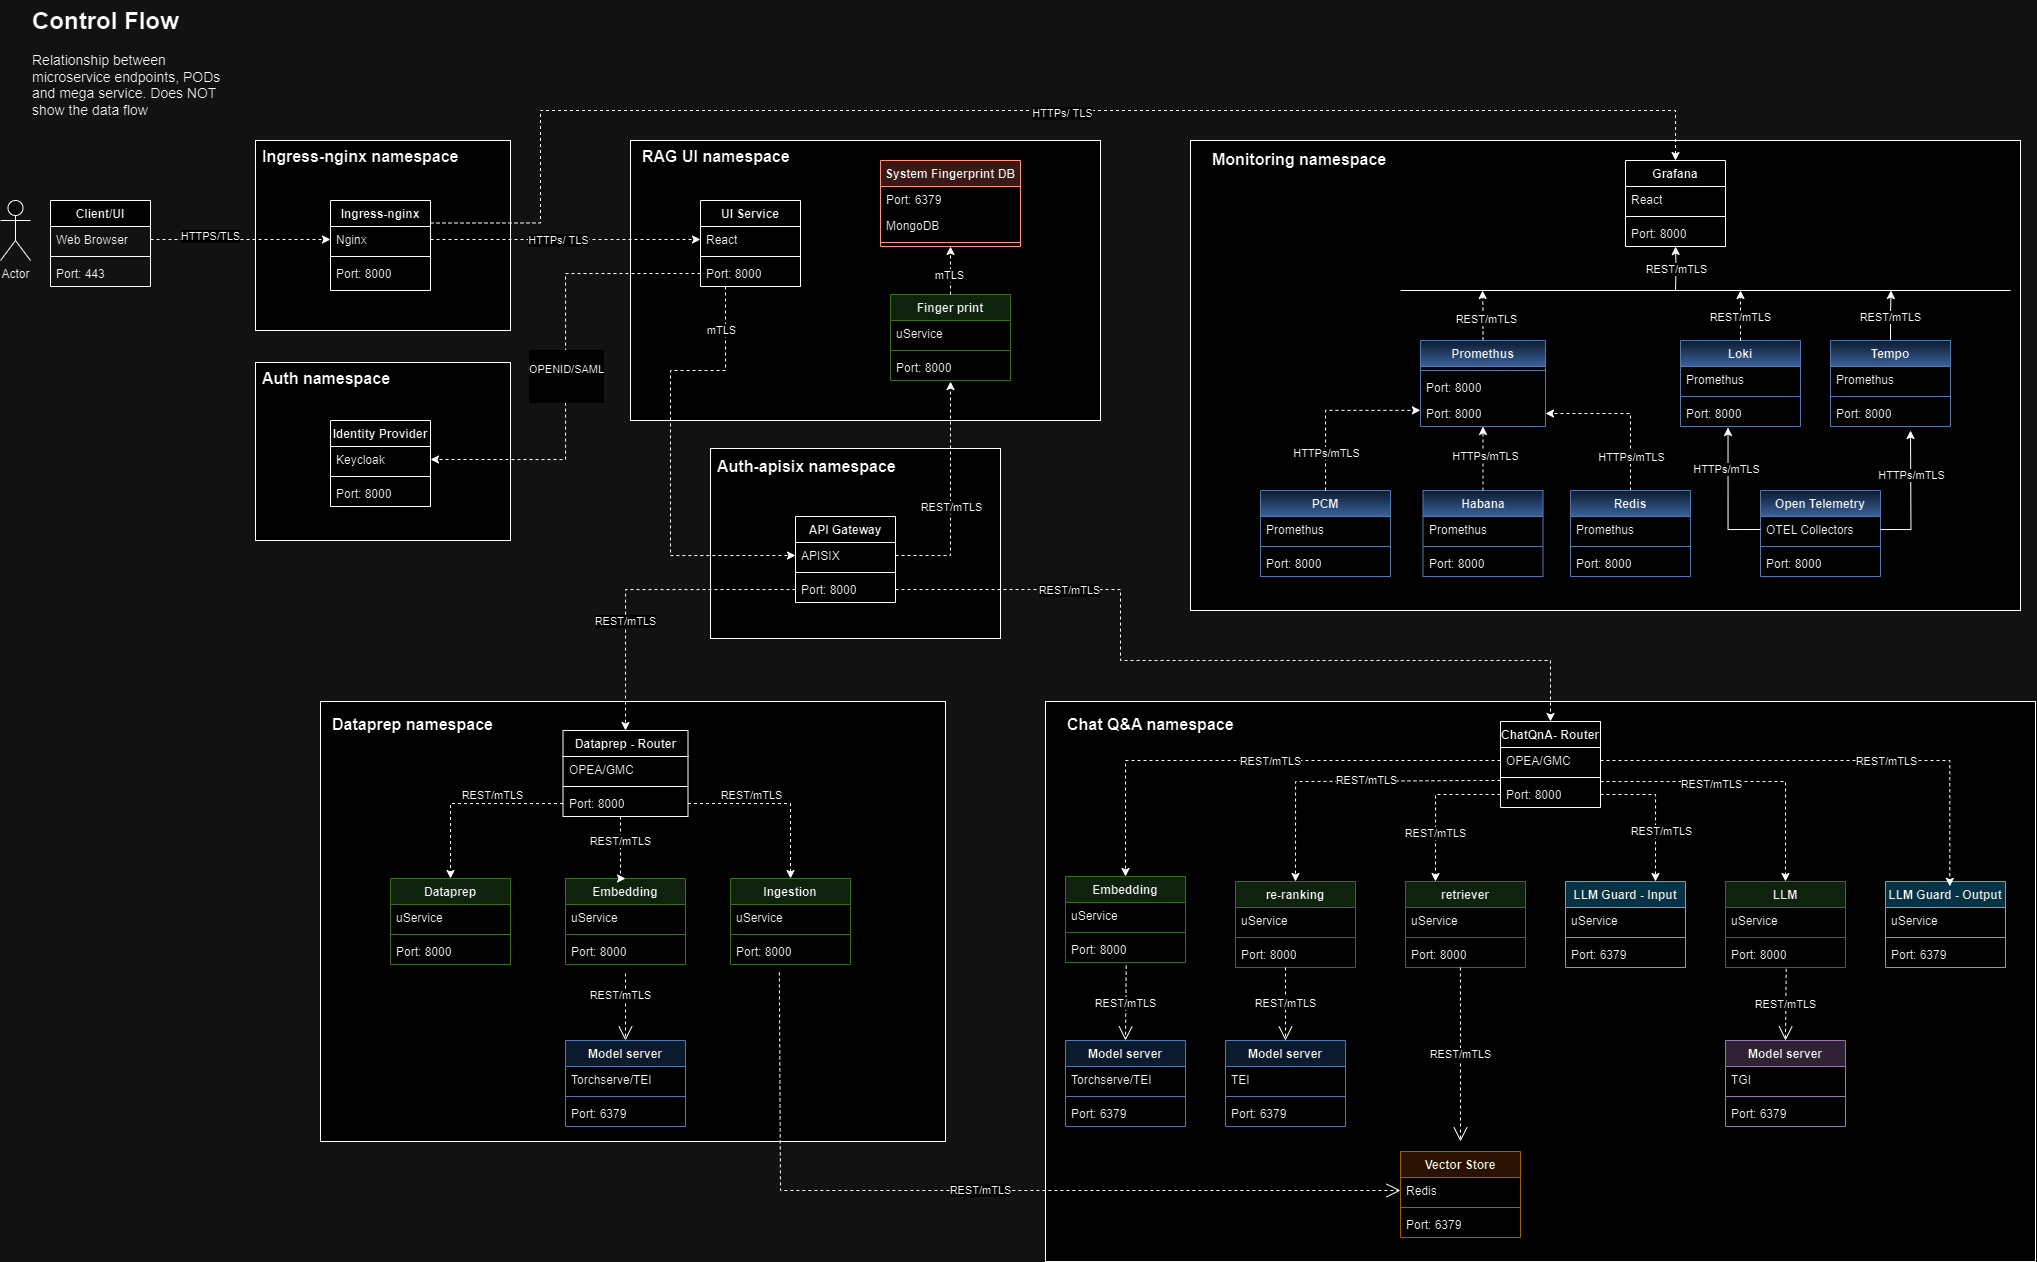 Control Flow
Relationship between
microservice endpoints, PODs
and mega service. Does NOT
show the data flow
Actor
Client/UI
Web Browser
Port: 443
HTTPS/TLS
Ingress-nginx namespace
Ingress-nginx
Nginx
Port: 8000
HTTPs/ TLS
HTTPs/ TLS
Auth namespace
Identity Provider
Keycloak
Port: 8000
OPENID/SAML
RAG UI namespace
UI Service
React
Port: 8000
mTLS
System Fingerprint DB
Port: 6379
MongoDB
mTLS
Finger print
uService
Port: 8000
Auth-apisix namespace
API Gateway
APISIX
Port: 8000
REST/mTLS
REST/mTLS
REST/mTLS
Monitoring namespace
Grafana
React
Port: 8000
REST/mTLS
REST/mTLS
REST/mTLS
REST/mTLS
Promethus
Port: 8000
Port: 8000
Loki
Promethus
Port: 8000
Tempo
Promethus
Port: 8000
HTTPs/mTLS
HTTPs/mTLS
HTTPs/mTLS
HTTPs/mTLS
HTTPs/mTLS
PCM
Promethus
Port: 8000
Habana
Promethus
Port: 8000
Redis
Promethus
Port: 8000
Open Telemetry
OTEL Collectors
Port: 8000
Dataprep namespace
Dataprep - Router
OPEA/GMC
Port: 8000
REST/mTLS
REST/mTLS
REST/mTLS
Dataprep
uService
Port: 8000
Embedding
uService
Port: 8000
Ingestion
uService
Port: 8000
REST/mTLS
Model server
Torchserve/TEI
Port: 6379
REST/mTLS
Chat Q&A namespace
ChatQnA- Router
OPEA/GMC
Port: 8000
REST/mTLS
REST/mTLS
REST/mTLS
REST/mTLS
REST/mTLS
REST/mTLS
Embedding
uService
Port: 8000
re-ranking
uService
Port: 8000
retriever
uService
Port: 8000
LLM Guard - Input
uService
Port: 6379
LLM
uService
Port: 8000
LLM Guard - Output
uService
Port: 6379
REST/mTLS
REST/mTLS
REST/mTLS
REST/mTLS
Model server
Torchserve/TEI
Port: 6379
Model server
TEI
Port: 6379
Model server
TGI
Port: 6379
Vector Store
Redis
Port: 6379